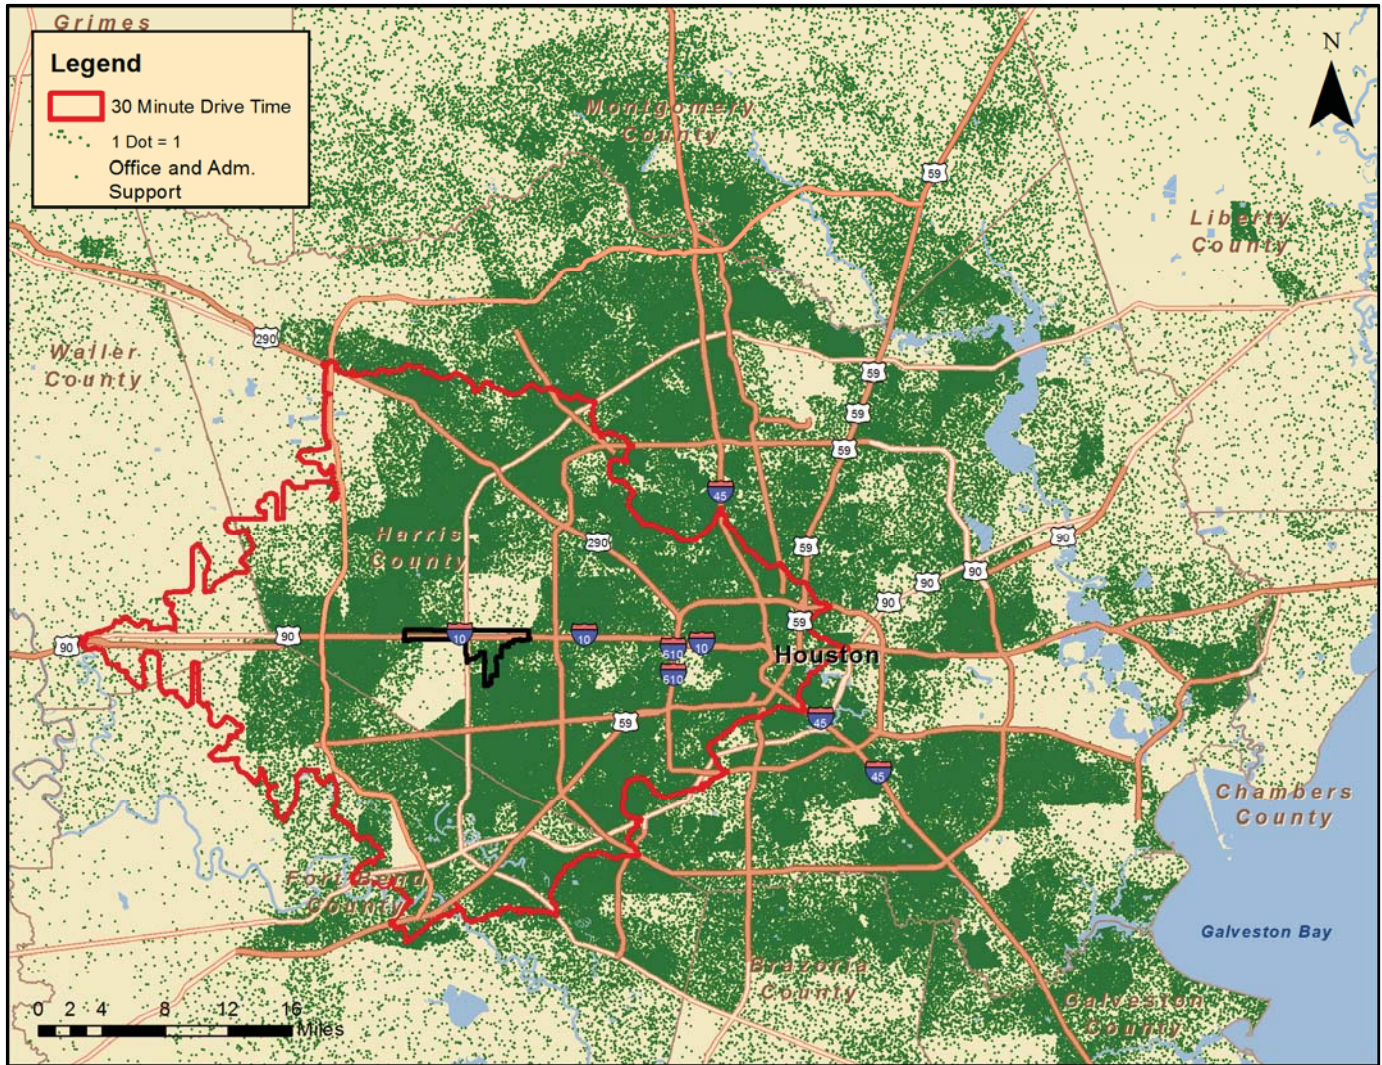 Grimes
Legend
30 Minute Drive Time
1 Dot = 1
Office and Adm.
Support
N
Montgomery
County
59
Liberty
County
290
Waller
County
59
59
59
45
Harris
County
290
59
90
90
90
90
59
90
90
10
10
610
10
Houston
610
59
45
45
Chambers
County
Fort Bend
County
Galveston Bay
Brazoria
County
Galveston
County
0 2 4 8 12 16
Miles